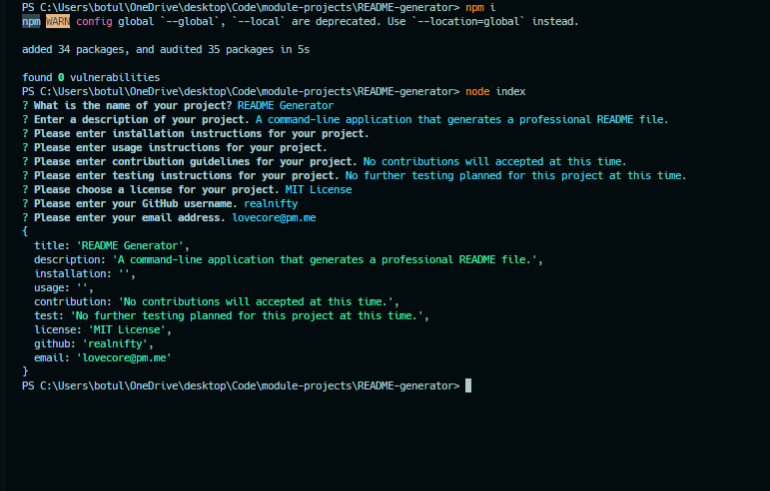 PS C:\Users\botul\OneDrive\desktop\Code\module-projects\README-generator> npm i
npm WARN config global `--global`, `--local` are deprecated. Use `--location=global` instead.
added 34 packages, and audited 35 packages in 5s
found 0 vulnerabilities
PS C:\Users\botul\OneDrive\desktop\Code\module-projects\README-generator> node index
? What is the name of your project? README Generator
? Enter a description of your project. A command-line application that generates a professional README file.
? Please enter installation instructions for your project.
? Please enter usage instructions for your project.
? Please enter contribution guidelines for your project. No contributions will accepted at this time.
? Please enter testing instructions for your project. No further testing planned for this project at this time.
? Please choose a license for your project. MIT License
? Please enter your GitHub username. realnifty
? Please enter your email address. lovecore@pm.me
{
  title: 'README Generator',
  description: 'A command-line application that generates a professional README file.',
  installation: '',
  usage: '',
  contribution: 'No contributions will accepted at this time.',
  test: 'No further testing planned for this project at this time.',
  license: 'MIT License',
  github: 'realnifty',
  email: 'lovecore@pm.me'
}
PS C:\Users\botul\OneDrive\desktop\Code\module-projects\README-generator>